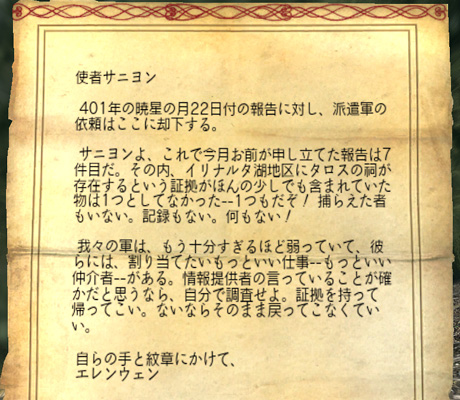 使者サニヨン
401年の暁星の月22日付の報告に対し、派遣軍の
依頼はここに却下する。
サニヨンよ、これで今月お前が申し立てた報告は7
件目だ。その内、イリナルタ湖地区にタロスの祠が
存在するという証拠がほんの少しでも含まれていた
物は1つとしてなかった--1つもだぞ！ 捕らえた者
もいない。記録もない。何もない！
我々の軍は、もう十分すぎるほど弱っていて、彼
らには、割り当てたいもっといい仕事--もっといい
仲介者--がある。情報提供者の言っていることが確
かだと思うなら、自分で調査せよ。証拠を持って
帰ってこい。ないならそのまま戻ってこなくてい
い。
自らの手と紋章にかけて、
エレンウェン